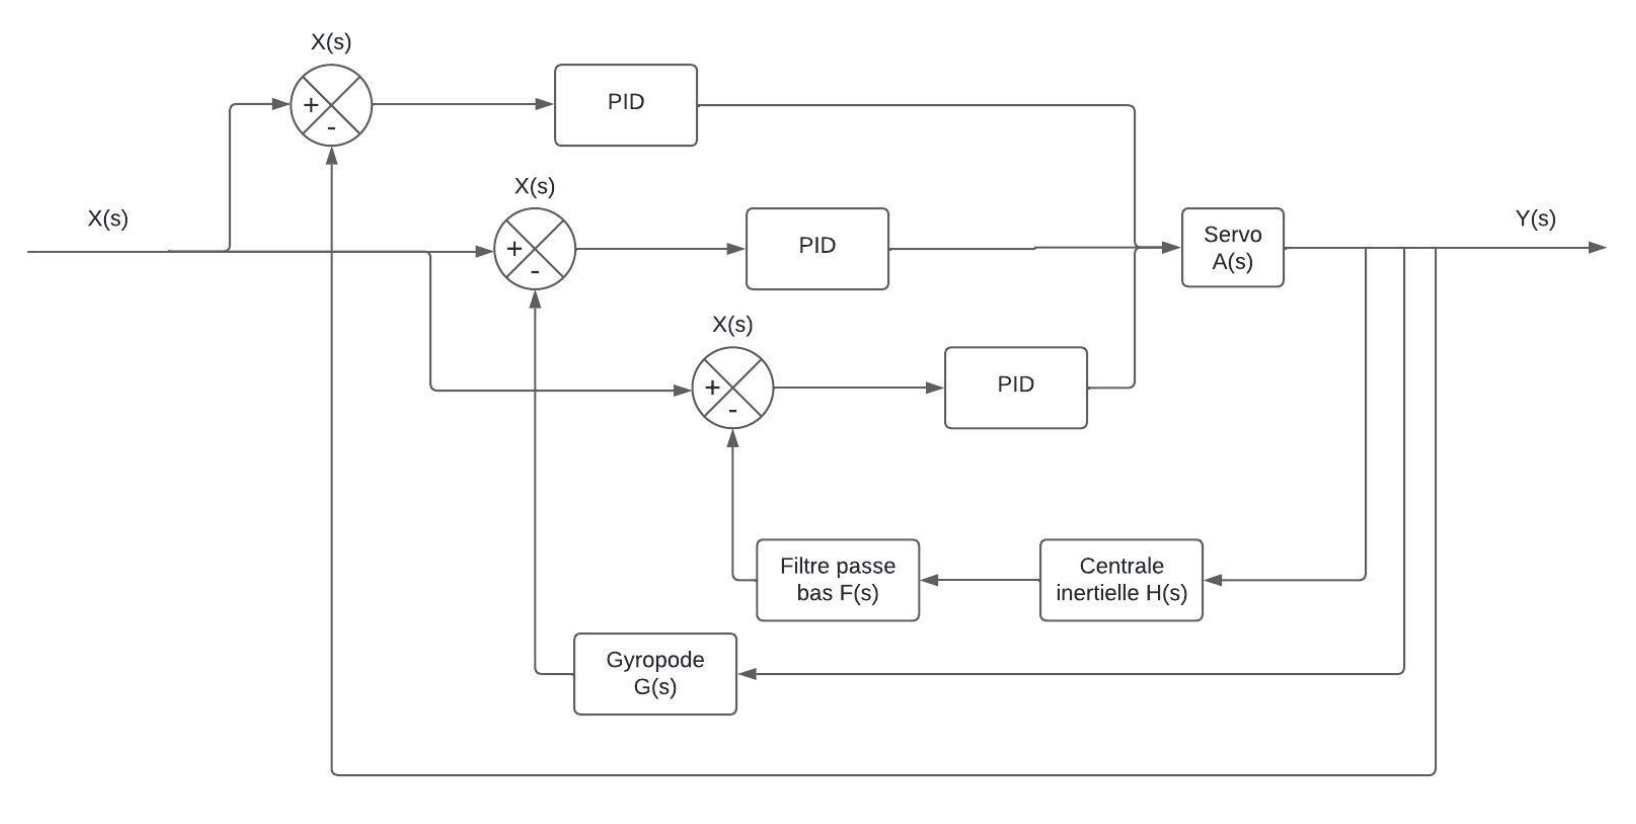 X(s)
+
-
PID
X(s)
X(s)
+
-
PID
Servo
A(s)
Y(s)
X(s)
+
-
PID
Filtre passe
bas F(s)
Centrale
inertielle H(s)
Gyropode
G(s)